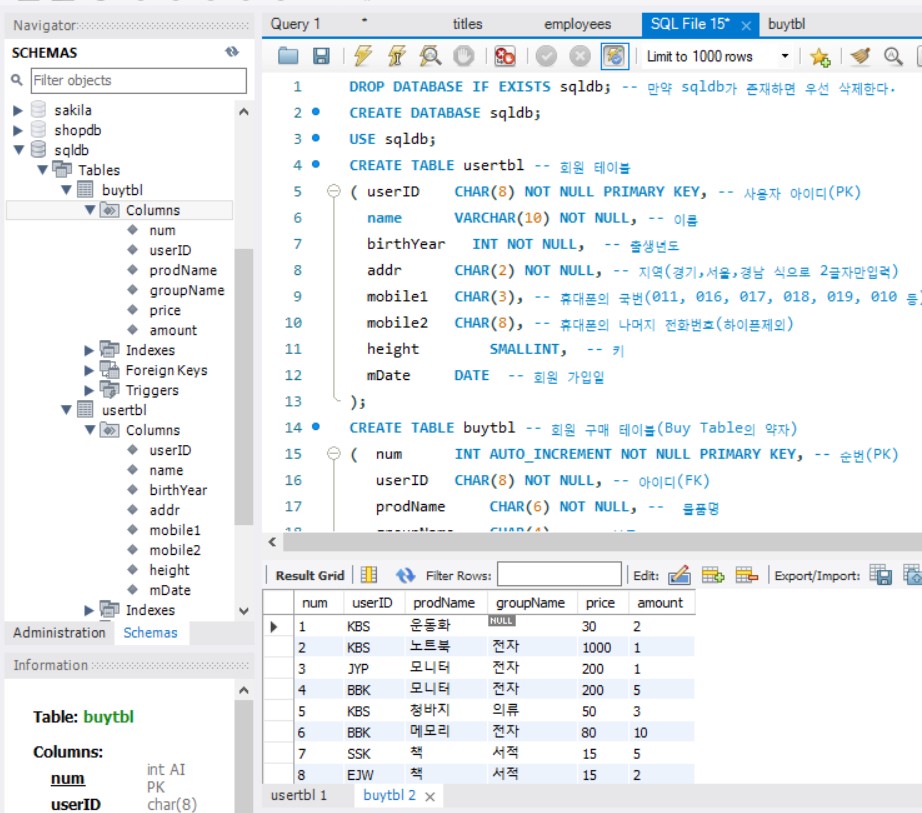 Navigator
SCHEMAS
Filter objects
sakila
shopdb
sqldb
Tables
buytbl
Columns
num
userID
prodName
groupName
price
amount
Indexes
Foreign Keys
Triggers
usertbl
Columns
userID
name
birthYear
addr
mobile1
mobile2
height
mDate
Indexes
Administration Schemas
Information
Table: buytbl
Columns:
num int AI
PK
userID char(8)
Query 1 * titles employees SQL File 15* × buytbl
Limit to 1000 rows
1 DROP DATABASE IF EXISTS sqldb; -- 만약 sqldb가 존재하면 우선 삭제한다.
2 CREATE DATABASE sqldb;
3 USE sqldb;
4 CREATE TABLE usertbl -- 회원 테이블
5 ( userID CHAR(8) NOT NULL PRIMARY KEY, -- 사용자 아이디(PK)
6 name VARCHAR(10) NOT NULL, -- 이름
7 birthYear INT NOT NULL, -- 출생년도
8 addr CHAR(2) NOT NULL, -- 지역(경기,서울,경남 식으로 2글자만입력)
9 mobile1 CHAR(3), -- 휴대폰의 국번(011, 016, 017, 018, 019, 010 등)
10 mobile2 CHAR(8), -- 휴대폰의 나머지 전화번호(하이픈제외)
11 height SMALLINT, -- 키
12 mDate DATE -- 회원 가입일
13 );
14 CREATE TABLE buytbl -- 회원 구매 테이블(Buy Table의 약자)
15 ( num INT AUTO_INCREMENT NOT NULL PRIMARY KEY, -- 순번(PK)
16 userID CHAR(8) NOT NULL, -- 아이디(FK)
17 prodName CHAR(6) NOT NULL, -- 물품명
Result Grid Filter Rows: Edit: Export/Import:
num userID prodName groupName price amount
1 KBS 운동화 NULL 30 2
2 KBS 노트북 전자 1000 1
3 JYP 모니터 전자 200 1
4 BBK 모니터 전자 200 5
5 KBS 청바지 의류 50 3
6 BBK 메모리 전자 80 10
7 SSK 책 서적 15 5
8 EJW 책 서적 15 2
usertbl 1 buytbl 2 ×